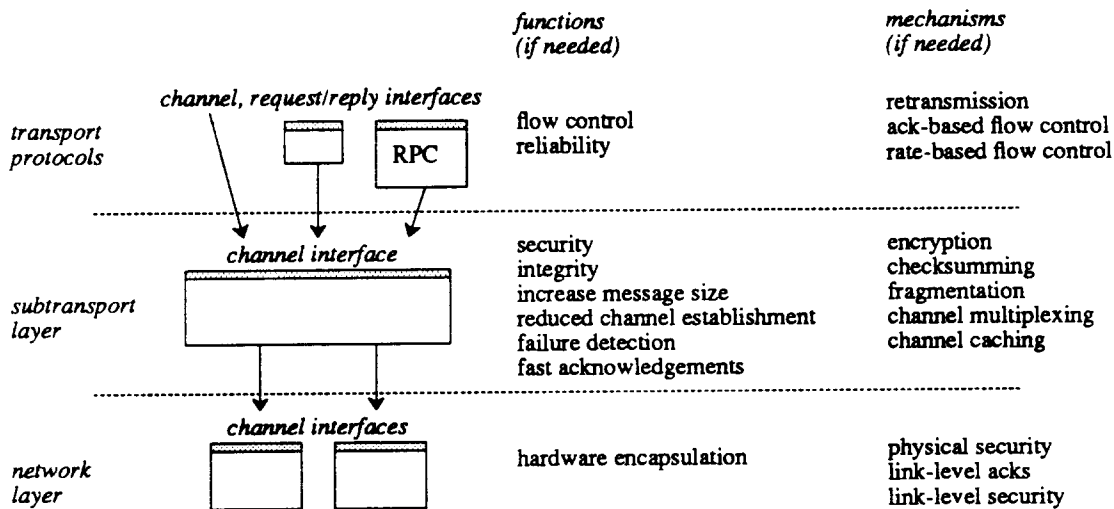 functions
(if needed)
mechanisms
(if needed)
channel, request/reply interfaces
transport
protocols
RPC
flow control
reliability
retransmission
ack-based flow control
rate-based flow control
channel interface
subtransport
layer
security
integrity
increase message size
reduced channel establishment
failure detection
fast acknowledgements
encryption
checksumming
fragmentation
channel multiplexing
channel caching
channel interfaces
network
layer
hardware encapsulation
physical security
link-level acks
link-level security